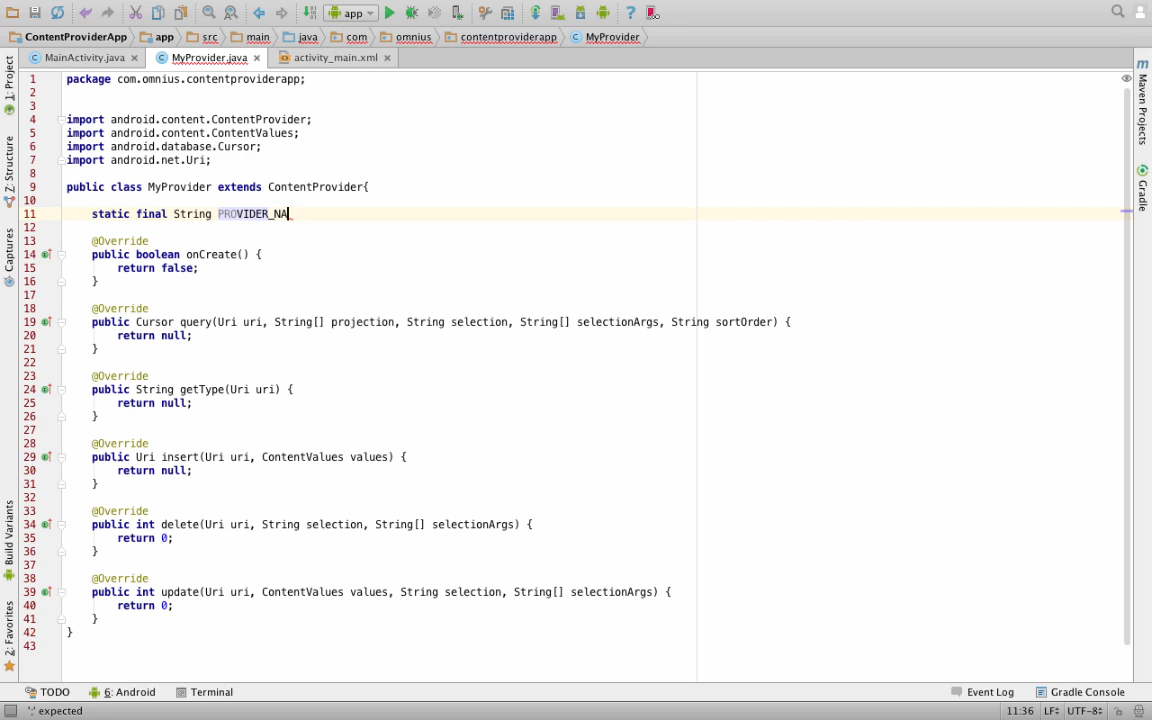 app
ContentProviderApp app src main java com omnius contentproviderapp MyProvider
MainActivity.java MyProvider.java activity_main.xml
1 package com.omnius.contentproviderapp;
2
3
4 import android.content.ContentProvider;
5 import android.content.ContentValues;
6 import android.database.Cursor;
7 import android.net.Uri;
8
9 public class MyProvider extends ContentProvider{
10
11 static final String PROVIDER_NA
12
13 @Override
14 public boolean onCreate() {
15 return false;
16 }
17
18 @Override
19 public Cursor query(Uri uri, String[] projection, String selection, String[] selectionArgs, String sortOrder) {
20 return null;
21 }
22
23 @Override
24 public String getType(Uri uri) {
25 return null;
26 }
27
28 @Override
29 public Uri insert(Uri uri, ContentValues values) {
30 return null;
31 }
32
33 @Override
34 public int delete(Uri uri, String selection, String[] selectionArgs) {
35 return 0;
36 }
37
38 @Override
39 public int update(Uri uri, ContentValues values, String selection, String[] selectionArgs) {
40 return 0;
41 }
42 }
43
1: Project
Z: Structure
Captures
Build Variants
2: Favorites
Maven Projects
Gradle
TODO 6: Android Terminal Event Log Gradle Console
';' expected 11:36 LF UTF-8